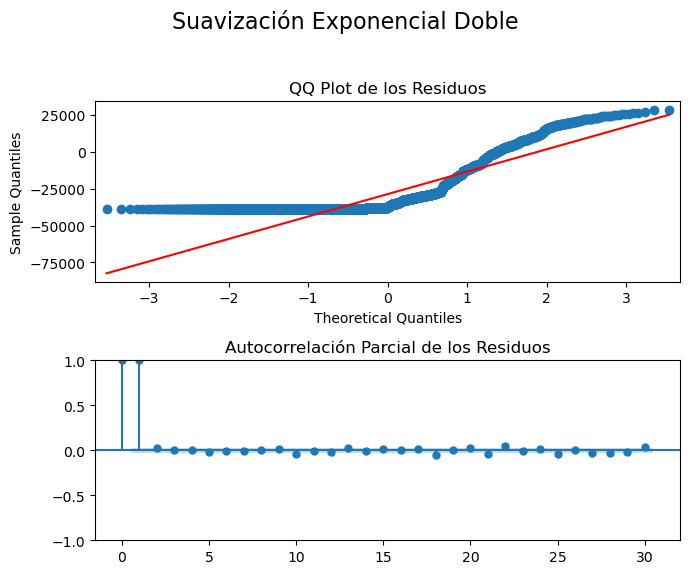 Suavización Exponencial Doble
QQ Plot de los Residuos
Sample Quantiles
25000
0
−25000
−50000
−75000
−3 −2 −1 0 1 2 3
Theoretical Quantiles
Autocorrelación Parcial de los Residuos
1.0
0.5
0.0
−0.5
−1.0
0 5 10 15 20 25 30